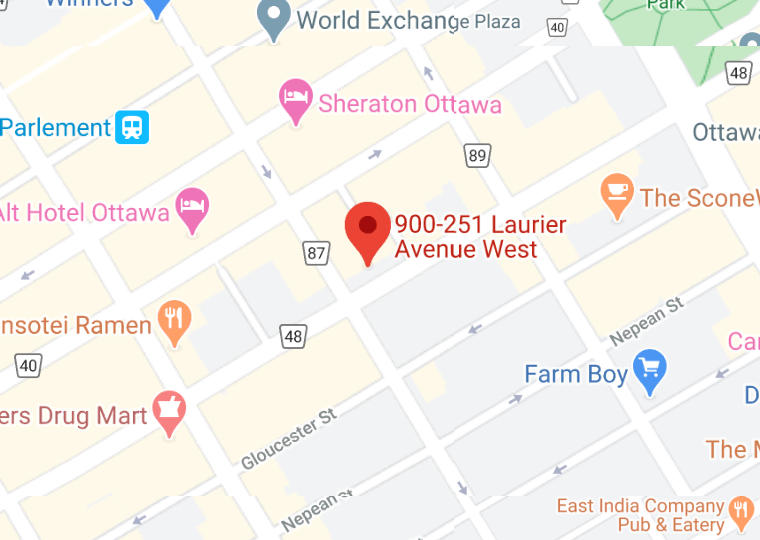 Winners
World Exchange Plaza
Park
40
48
Sheraton Ottawa
Parlement
Ottawa
89
Alt Hotel Ottawa
The Scone
900-251 Laurier
Avenue West
87
Nepean St
nsotei Ramen
48
40
Farm Boy
Car
D
ers Drug Mart
Gloucester St
The M
Nepean St
East India Company
Pub & Eatery